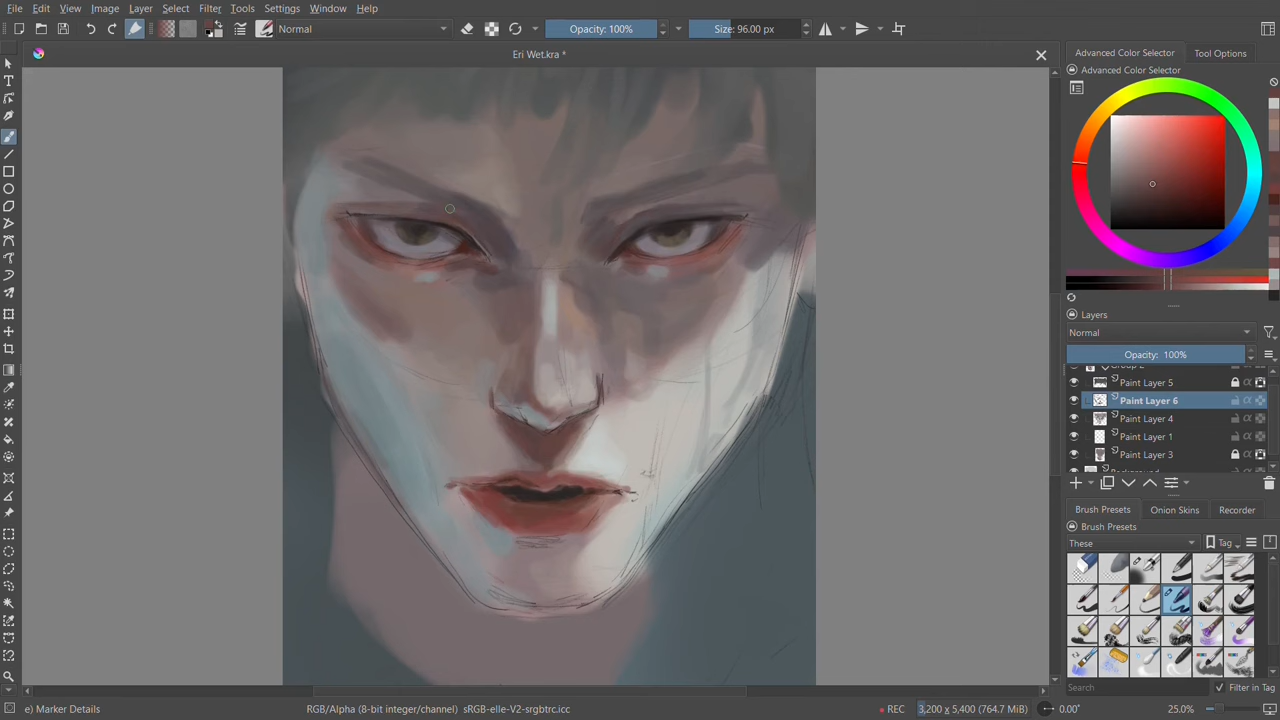 File Edit View Image Layer Select Filter Tools Settings Window Help
Normal Opacity: 100% Size: 96.00 px
Eri Wet.kra *
Advanced Color Selector Tool Options
Advanced Color Selector
Layers
Normal
Opacity: 100%
Paint Layer 5
Paint Layer 6
Paint Layer 4
Paint Layer 1
Paint Layer 3
Brush Presets Onion Skins Recorder
Brush Presets
These Tag
Search Filter in Tag
e) Marker Details RGB/Alpha (8-bit integer/channel) sRGB-elle-V2-srgbtrc.icc REC 3,200 x 5,400 (764.7 MiB) 0.00° 25.0%